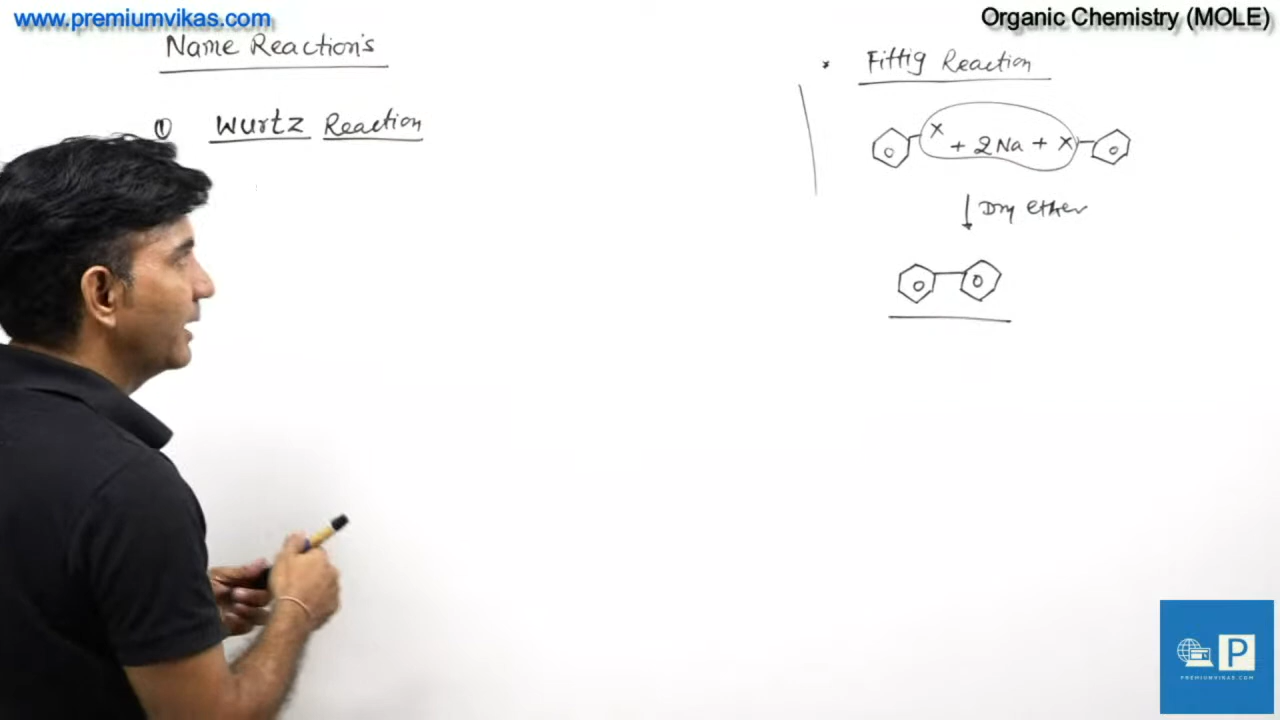 www.premiumvikas.com
Organic Chemistry (MOLE)
Name Reaction's
① Wurtz Reaction
* Fittig Reaction
X + 2Na + X
↓ Dry ether
P
PREMIUMVIKAS.COM